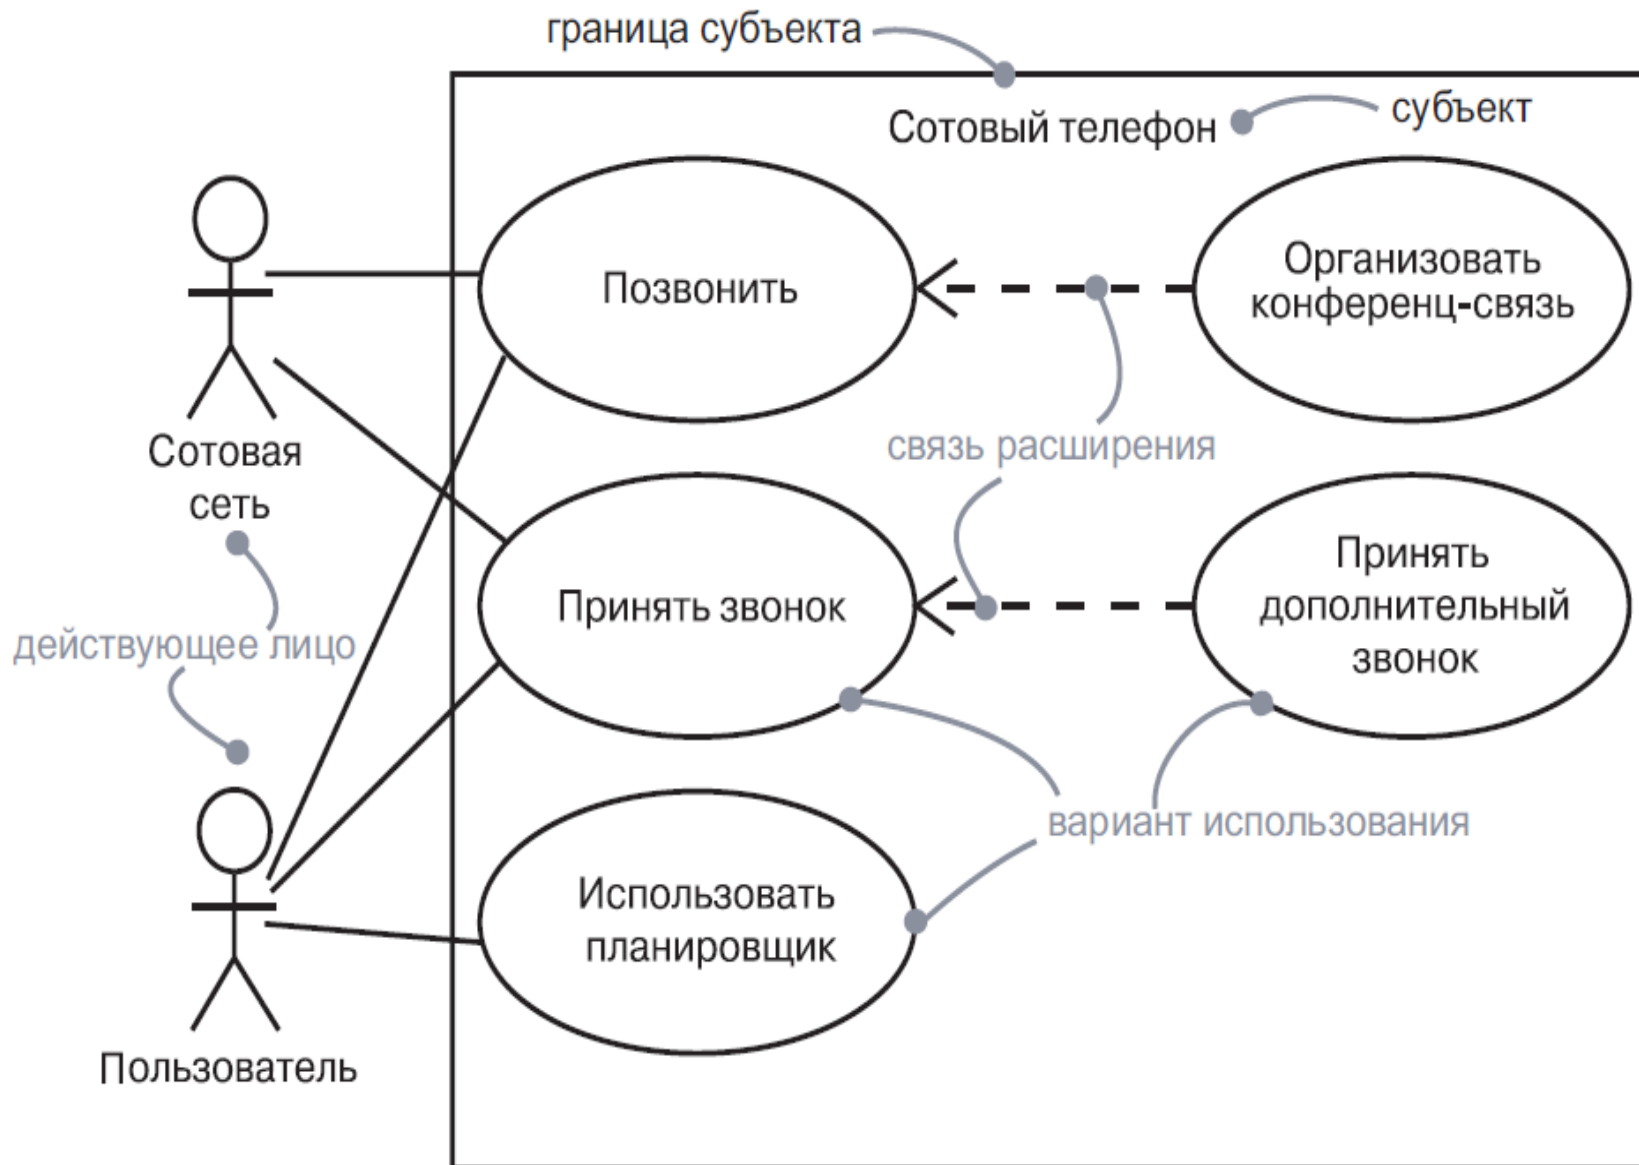 граница субъекта
Сотовый телефон
субъект
Позвонить
Организовать
конференц-связь
Сотовая
сеть
связь расширения
Принять звонок
Принять
дополнительный
звонок
действующее лицо
вариант использования
Использовать
планировщик
Пользователь